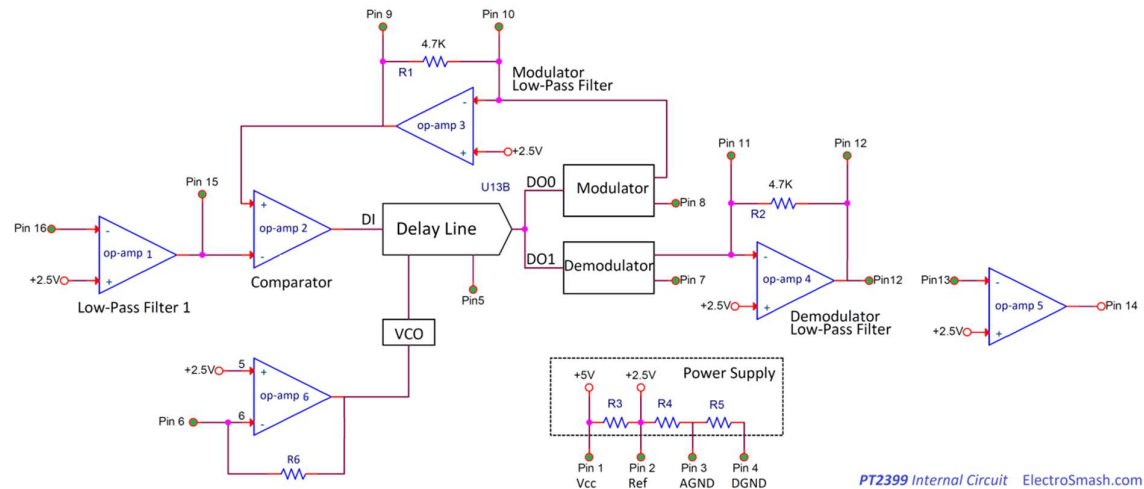 Pin 9
Pin 10
4.7K
R1
Modulator
Low-Pass Filter
-
op-amp 3
+
+2.5V
Pin 11
Pin 12
4.7K
R2
Pin 15
U13B
DO0
Modulator
Pin 8
Pin 16
-
op-amp 1
+2.5V
+
Low-Pass Filter 1
+
op-amp 2
-
Comparator
DI
Delay Line
Pin5
DO1
Demodulator
Pin 7
-
op-amp 4
+2.5V
+
Pin12
Demodulator
Low-Pass Filter
Pin13
-
op-amp 5
+2.5V
+
Pin 14
VCO
+2.5V
5
+
op-amp 6
Pin 6
6
-
R6
Power Supply
+5V
+2.5V
R3
R4
R5
Pin 1
Vcc
Pin 2
Ref
Pin 3
AGND
Pin 4
DGND
PT2399 Internal Circuit ElectroSmash.com